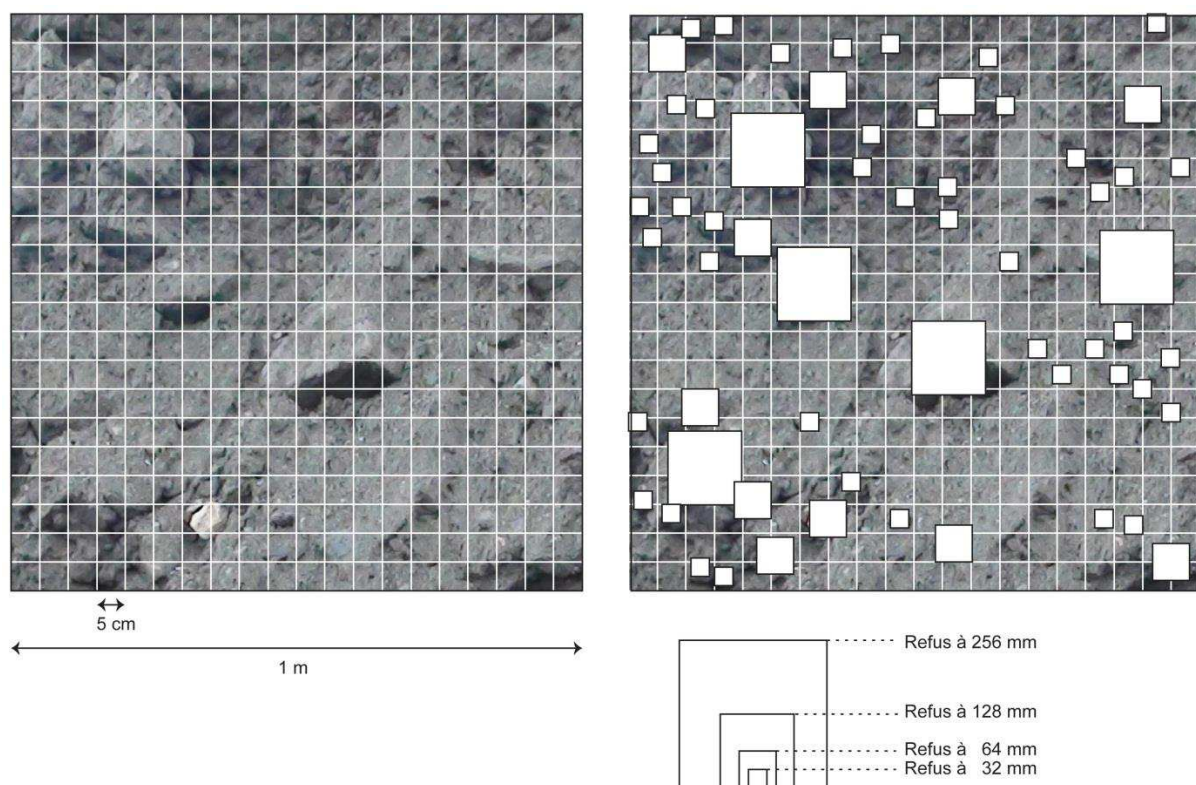 5 cm
1 m
Refus à 256 mm
Refus à 128 mm
Refus à 64 mm
Refus à 32 mm